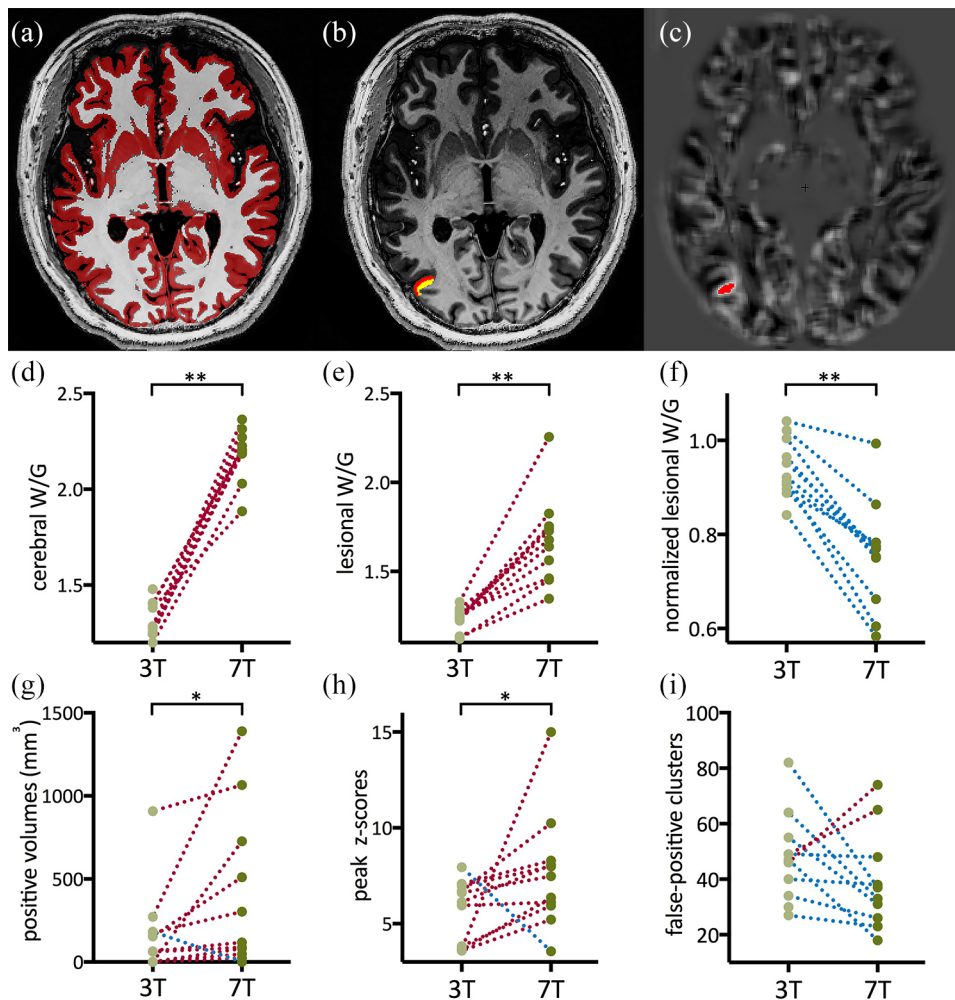 (a) (b) (c)
(d) (e) (f)
** ** **
cerebral W/G
2.5
2.0
1.5
3T 7T
lesional W/G
2.5
2.0
1.5
3T 7T
normalized lesional W/G
1.0
0.8
0.6
3T 7T
(g) (h) (i)
* *
positive volumes (mm³)
1500
1000
500
0
3T 7T
peak z-scores
15
10
5
3T 7T
false-positive clusters
100
80
60
40
20
3T 7T